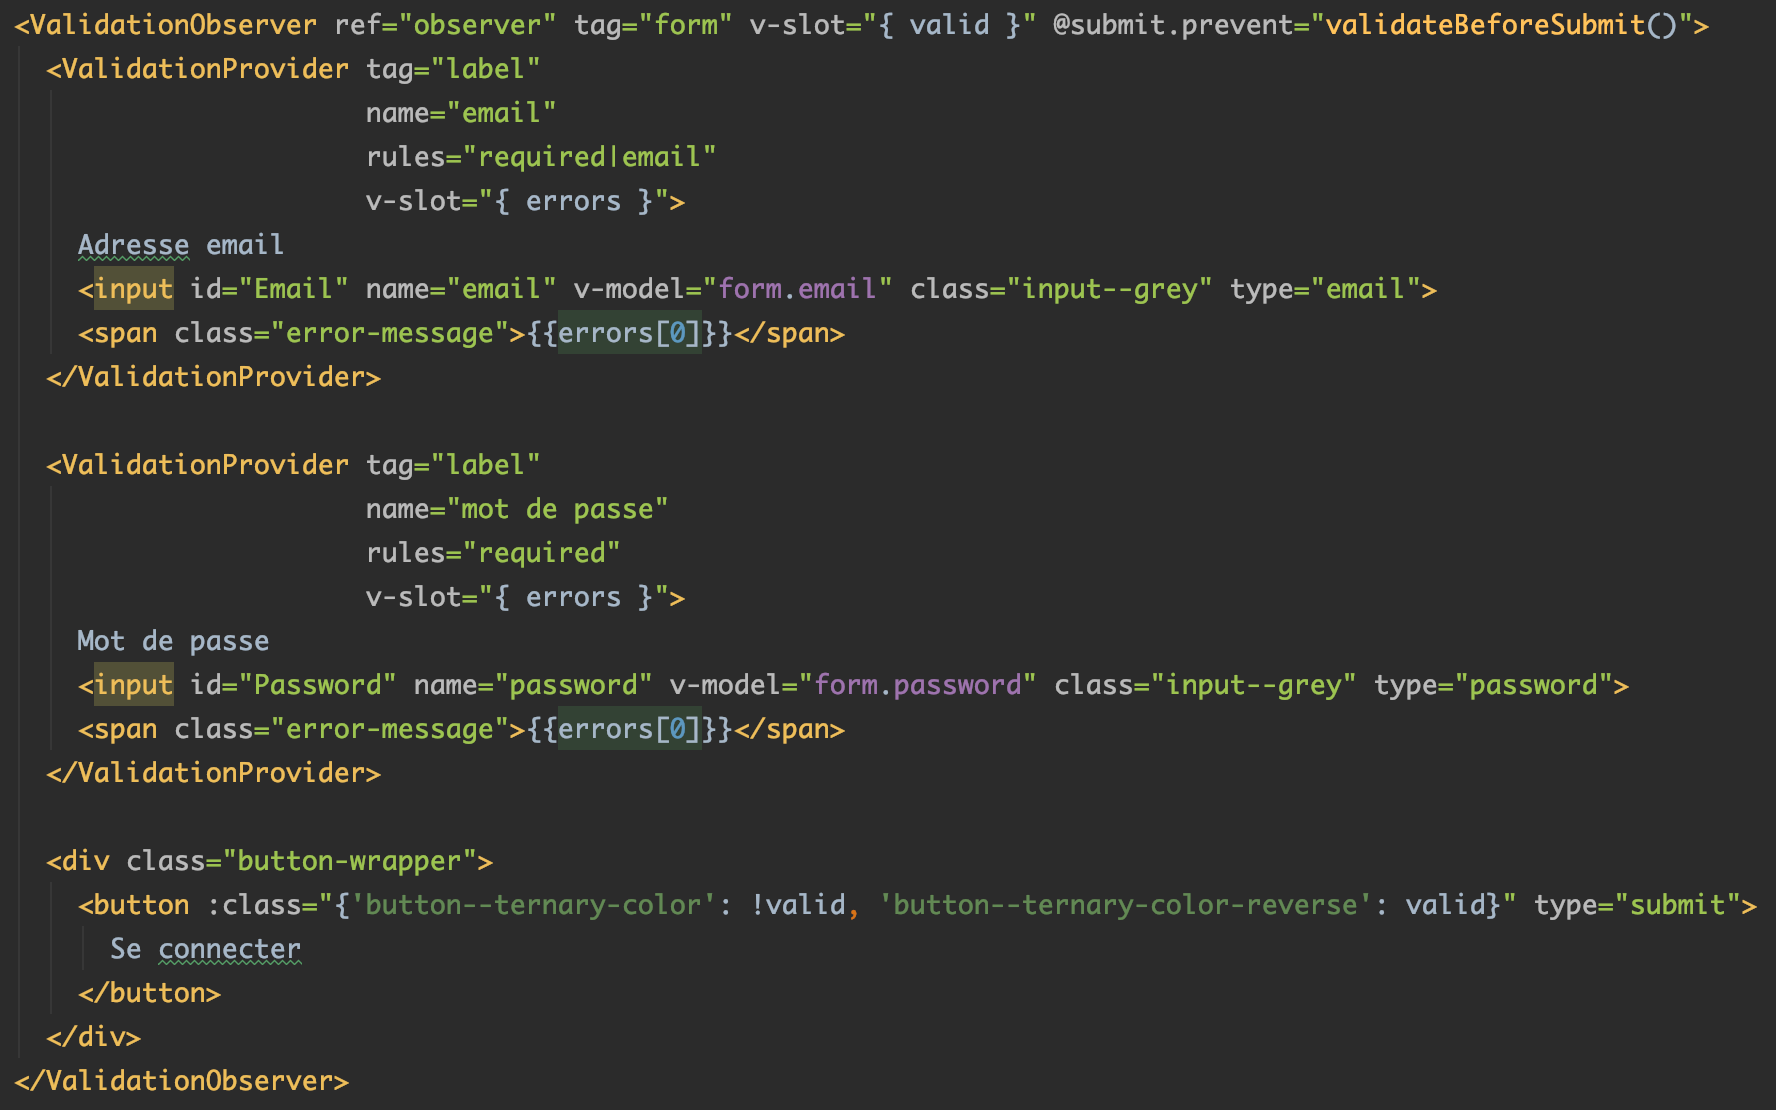 <ValidationObserver ref="observer" tag="form" v-slot="{ valid }" @submit.prevent="validateBeforeSubmit()">
<ValidationProvider tag="label"
name="email"
rules="required|email"
v-slot="{ errors }">
Adresse email
<input id="Email" name="email" v-model="form.email" class="input--grey" type="email">
<span class="error-message">{{errors[0]}}</span>
</ValidationProvider>
<ValidationProvider tag="label"
name="mot de passe"
rules="required"
v-slot="{ errors }">
Mot de passe
<input id="Password" name="password" v-model="form.password" class="input--grey" type="password">
<span class="error-message">{{errors[0]}}</span>
</ValidationProvider>
<div class="button-wrapper">
<button :class="{'button--ternary-color': !valid, 'button--ternary-color-reverse': valid}" type="submit">
Se connecter
</button>
</div>
</ValidationObserver>